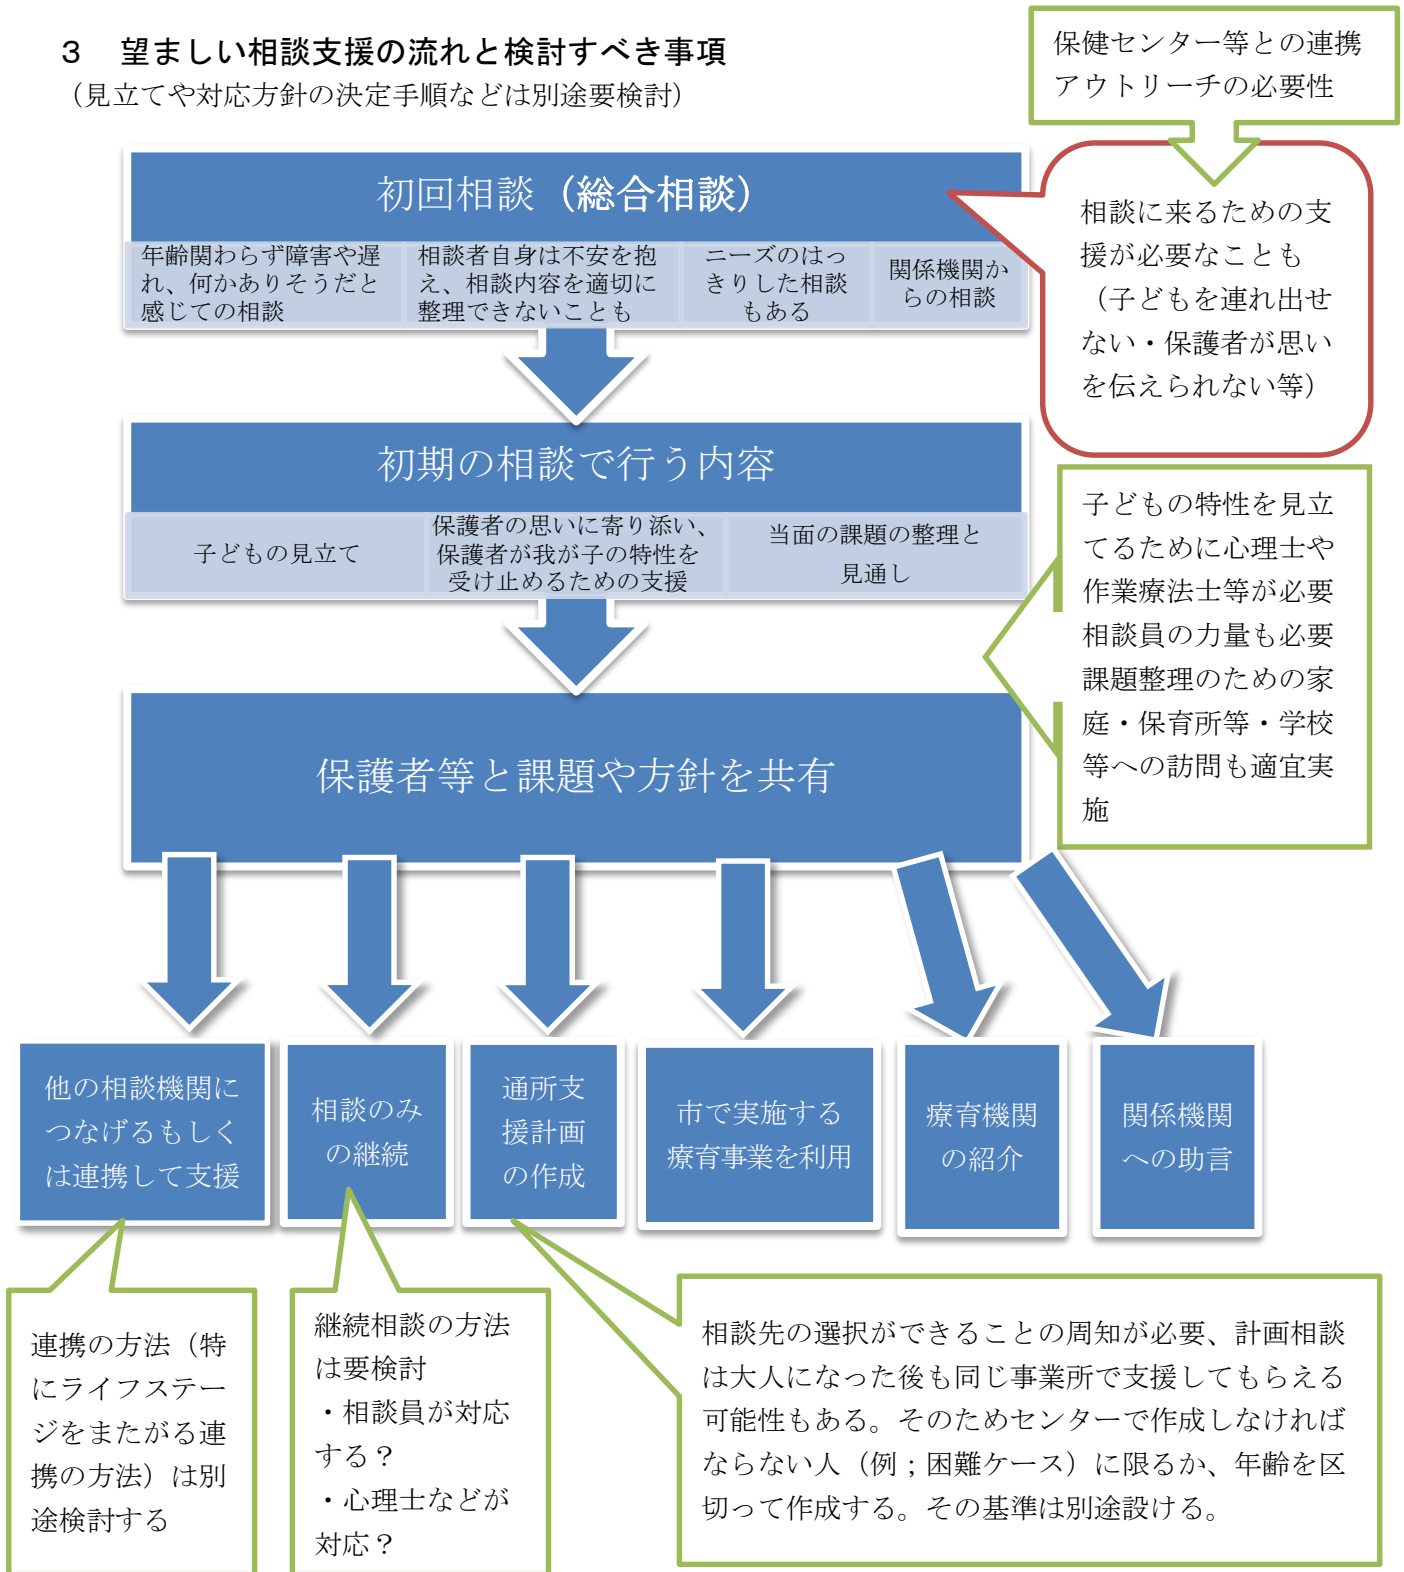 ３　望ましい相談支援の流れと検討すべき事項
（見立てや対応方針の決定手順などは別途要検討）
保健センター等との連携
アウトリーチの必要性
初回相談（総合相談）
年齢関わらず障害や遅
れ、何かありそうだと
感じての相談
相談者自身は不安を抱
え、相談内容を適切に
整理できないことも
ニーズのはっ
きりした相談
もある
関係機関か
らの相談
相談に来るための支
援が必要なことも
（子どもを連れ出せ
ない・保護者が思い
を伝えられない等）
初期の相談で行う内容
子どもの見立て
保護者の思いに寄り添い、
保護者が我が子の特性を
受け止めるための支援
当面の課題の整理と
見通し
子どもの特性を見立
てるために心理士や
作業療法士等が必要
相談員の力量も必要
課題整理のための家
庭・保育所等・学校
等への訪問も適宜実
施
保護者等と課題や方針を共有
他の相談機関に
つなげるもしく
は連携して支援
相談のみ
の継続
通所支
援計画
の作成
市で実施する
療育事業を利用
療育機関
の紹介
関係機関
への助言
連携の方法（特
にライフステー
ジをまたがる連
携の方法）は別
途検討する
継続相談の方法
は要検討
・相談員が対応
する？
・心理士などが
対応？
相談先の選択ができることの周知が必要、計画相談
は大人になった後も同じ事業所で支援してもらえる
可能性もある。そのためセンターで作成しなければ
ならない人（例；困難ケース）に限るか、年齢を区
切って作成する。その基準は別途設ける。